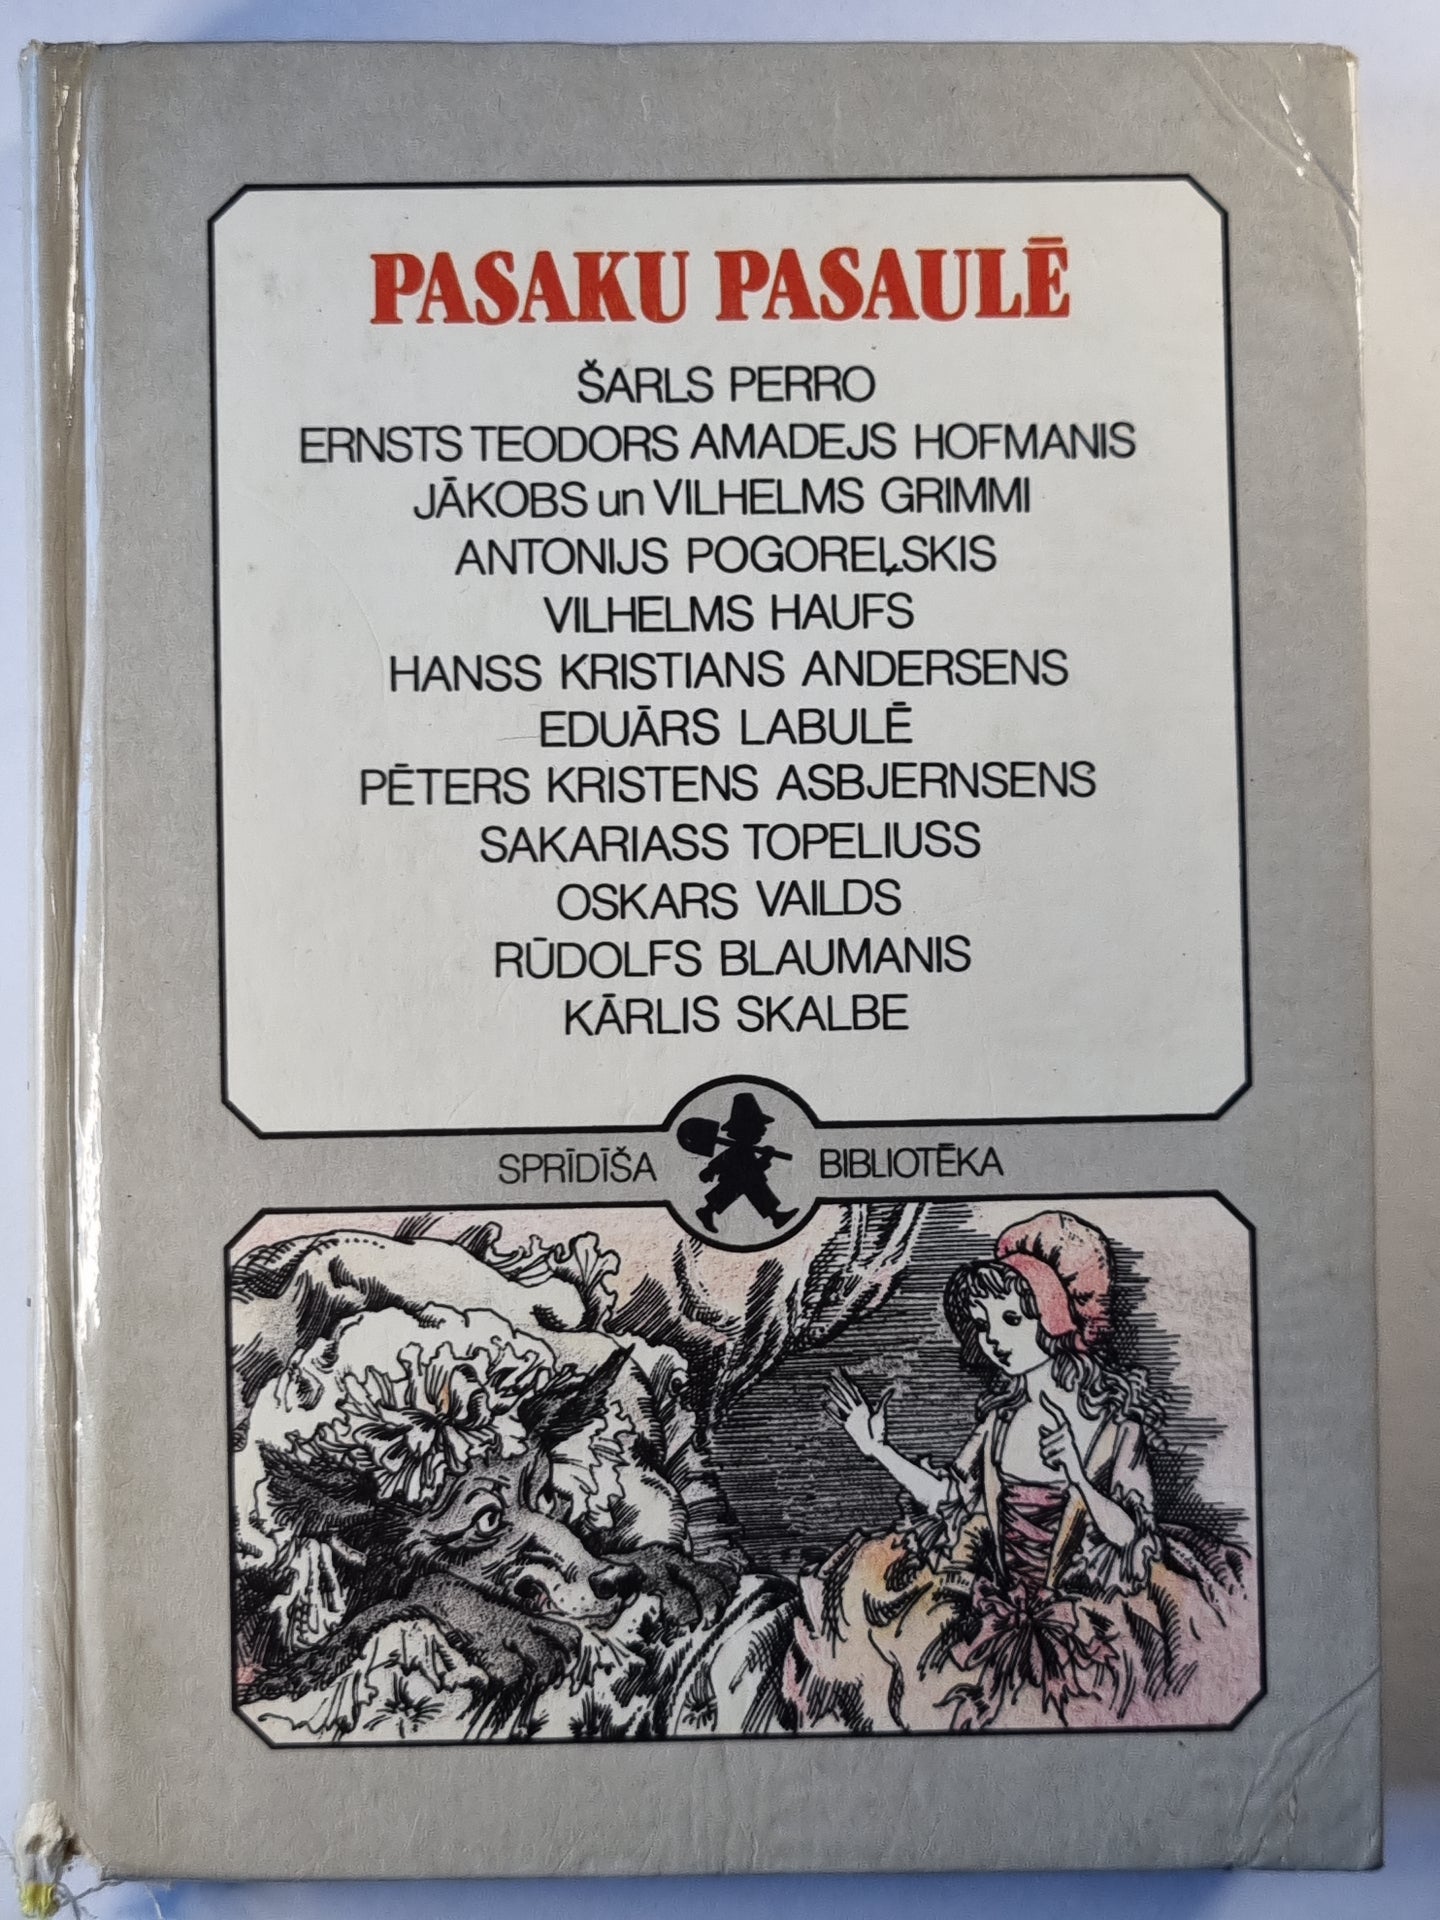 PASAKU PASAULĒ
ŠARLS PERRO
ERNSTS TEODORS AMADEJS HOFMANIS
JĀKOBS un VILHELMS GRIMMI
ANTONIJS POGOREĻSKIS
VILHELMS HAUFS
HANSS KRISTIANS ANDERSENS
EDUĀRS LABULĒ
PĒTERS KRISTENS ASBJERNSENS
SAKARIASS TOPELIUSS
OSKARS VAILDS
RŪDOLFS BLAUMANIS
KĀRLIS SKALBE
SPRĪDĪŠA BIBLIOTĒKA